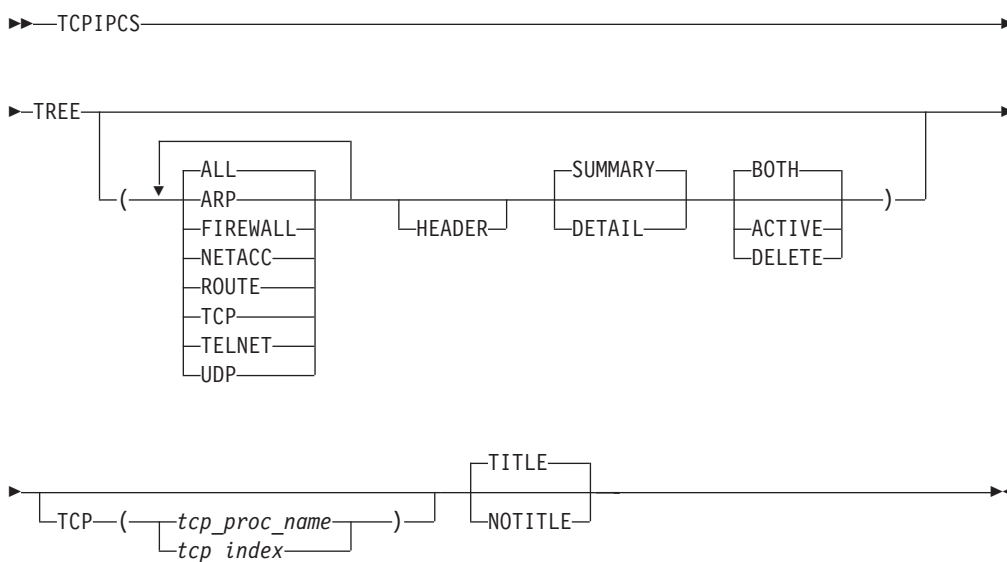 TCPIPCS
TREE
( ALL HEADER SUMMARY BOTH )
ARP DETAIL ACTIVE
FIREWALL DELETE
NETACC
ROUTE
TCP
TELNET
UDP
TCP ( tcp_proc_name ) TITLE
tcp index NOTITLE